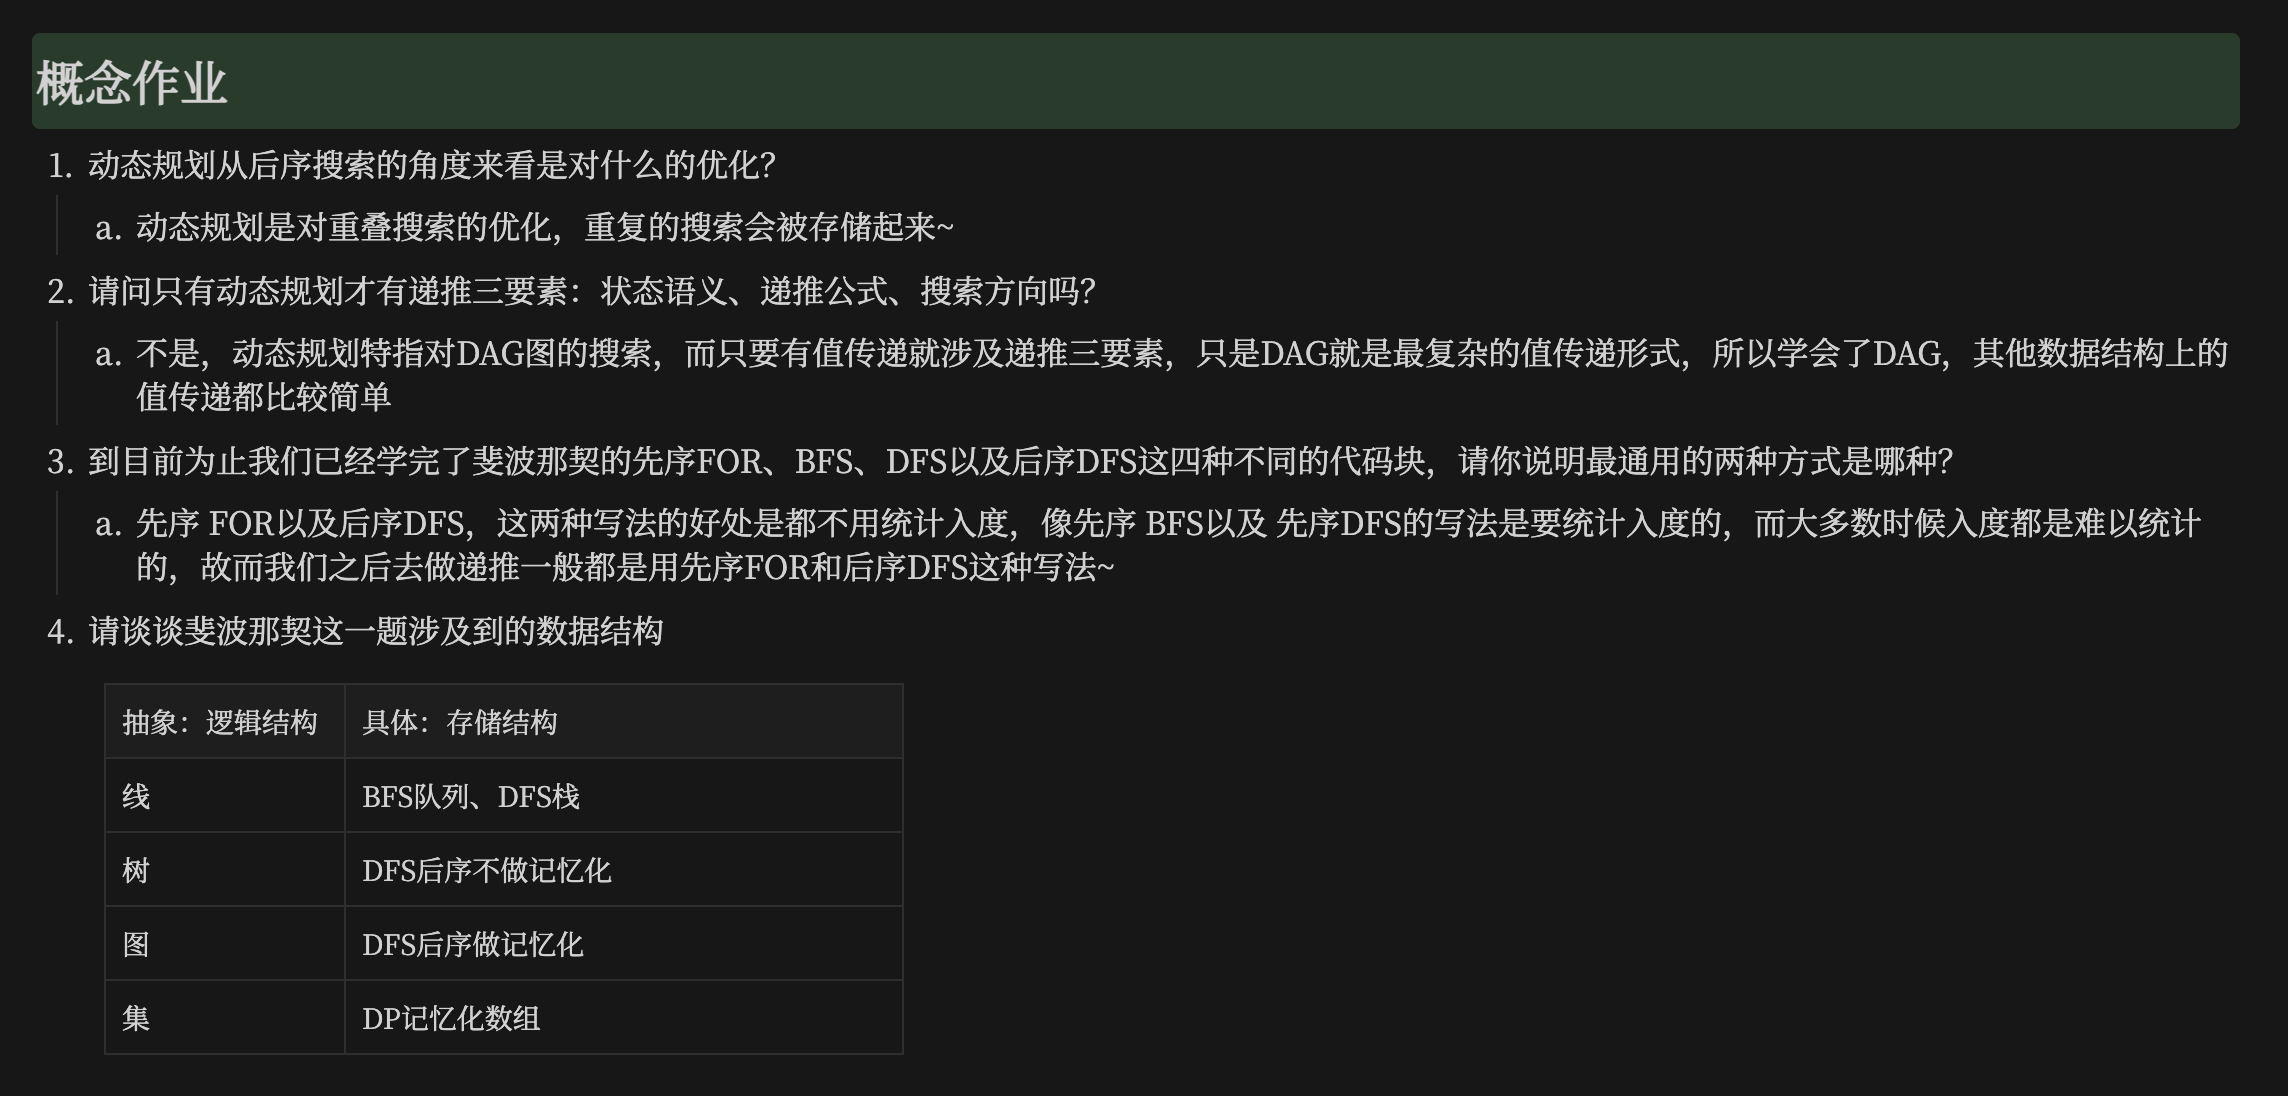 概念作业
1. 动态规划从后序搜索的角度来看是对什么的优化？
a. 动态规划是对重叠搜索的优化，重复的搜索会被存储起来~
2. 请问只有动态规划才有递推三要素：状态语义、递推公式、搜索方向吗？
a. 不是，动态规划特指对DAG图的搜索，而只要有值传递就涉及递推三要素，只是DAG就是最复杂的值传递形式，所以学会了DAG，其他数据结构上的
值传递都比较简单
3. 到目前为止我们已经学完了斐波那契的先序FOR、BFS、DFS以及后序DFS这四种不同的代码块，请你说明最通用的两种方式是哪种？
a. 先序 FOR以及后序DFS，这两种写法的好处是都不用统计入度，像先序 BFS以及 先序DFS的写法是要统计入度的，而大多数时候入度都是难以统计
的，故而我们之后去做递推一般都是用先序FOR和后序DFS这种写法~
4. 请谈谈斐波那契这一题涉及到的数据结构
抽象：逻辑结构 具体：存储结构
线 BFS队列、DFS栈
树 DFS后序不做记忆化
图 DFS后序做记忆化
集 DP记忆化数组